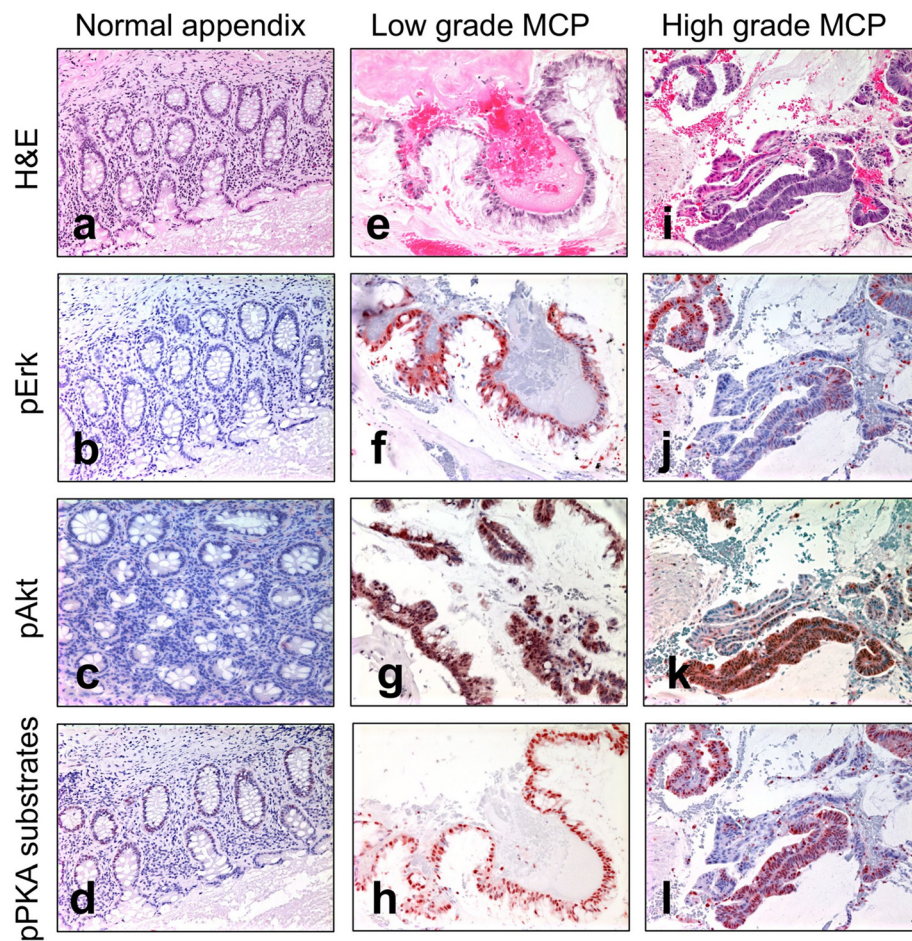 Normal appendix
Low grade MCP
High grade MCP
H&E
a
e
i
pErk
b
f
j
pAkt
c
g
k
pPKA substrates
d
h
l